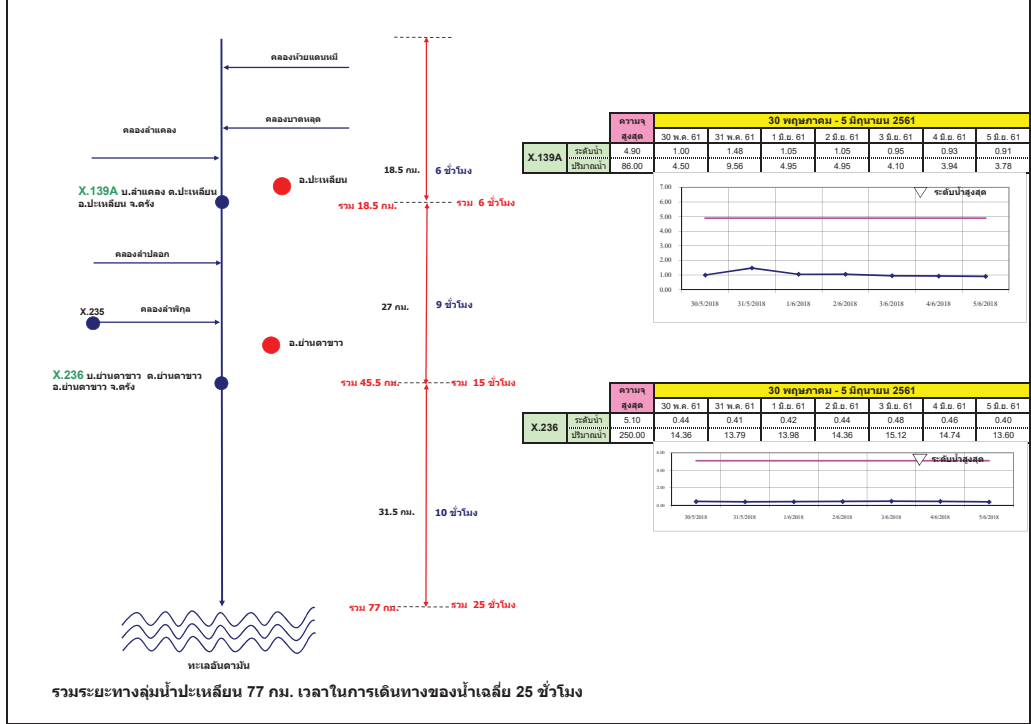 คลองห้วยแดนหมี
คลองบาตหลุด
คลองลำแคลง
18.5 กม. 6 ชั่วโมง
อ.ปะเหลียน
X.139A บ.ลำแคลง ต.ปะเหลียน
อ.ปะเหลียน จ.ตรัง
รวม 18.5 กม. รวม 6 ชั่วโมง
คลองลำปลอก
X.235 คลองลำพิกุล
27 กม. 9 ชั่วโมง
อ.ย่านตาขาว
X.236 บ.ย่านตาขาว ต.ย่านตาขาว
อ.ย่านตาขาว จ.ตรัง
รวม 45.5 กม. รวม 15 ชั่วโมง
31.5 กม. 10 ชั่วโมง
รวม 77 กม. รวม 25 ชั่วโมง
ทะเลอันดามัน
ความจุ 30 พฤษภาคม - 5 มิถุนายน 2561
สูงสุด 30 พ.ค. 61 31 พ.ค. 61 1 มิ.ย. 61 2 มิ.ย. 61 3 มิ.ย. 61 4 มิ.ย. 61 5 มิ.ย. 61
X.139A ระดับน้ำ 4.90 1.00 1.48 1.05 1.05 0.95 0.93 0.91
ปริมาณน้ำ 86.00 4.50 9.56 4.95 4.95 4.10 3.94 3.78
ระดับน้ำสูงสุด
7.00
6.00
5.00
4.00
3.00
2.00
1.00
0.00
30/5/2018 31/5/2018 1/6/2018 2/6/2018 3/6/2018 4/6/2018 5/6/2018
ความจุ 30 พฤษภาคม - 5 มิถุนายน 2561
สูงสุด 30 พ.ค. 61 31 พ.ค. 61 1 มิ.ย. 61 2 มิ.ย. 61 3 มิ.ย. 61 4 มิ.ย. 61 5 มิ.ย. 61
X.236 ระดับน้ำ 5.10 0.44 0.41 0.42 0.44 0.48 0.46 0.40
ปริมาณน้ำ 250.00 14.36 13.79 13.98 14.36 15.12 14.74 13.60
ระดับน้ำสูงสุด
6.00
4.00
2.00
0.00
30/5/2018 31/5/2018 1/6/2018 2/6/2018 3/6/2018 4/6/2018 5/6/2018
รวมระยะทางลุ่มน้ำปะเหลียน 77 กม. เวลาในการเดินทางของน้ำเฉลี่ย 25 ชั่วโมง